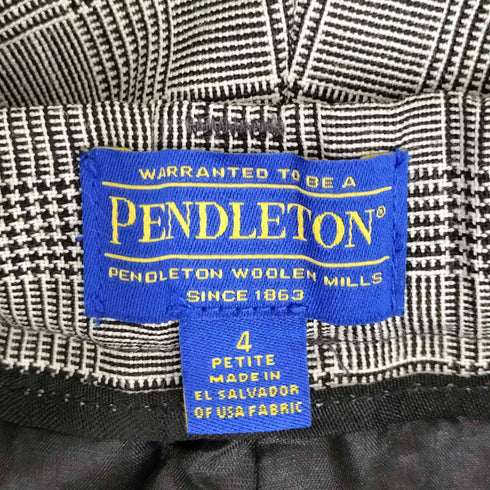 WARRANTED TO BE A
PENDLETON®
PENDLETON WOOLEN MILLS
SINCE 1863
4
PETITE
MADE IN
EL SALVADOR
OF USA FABRIC